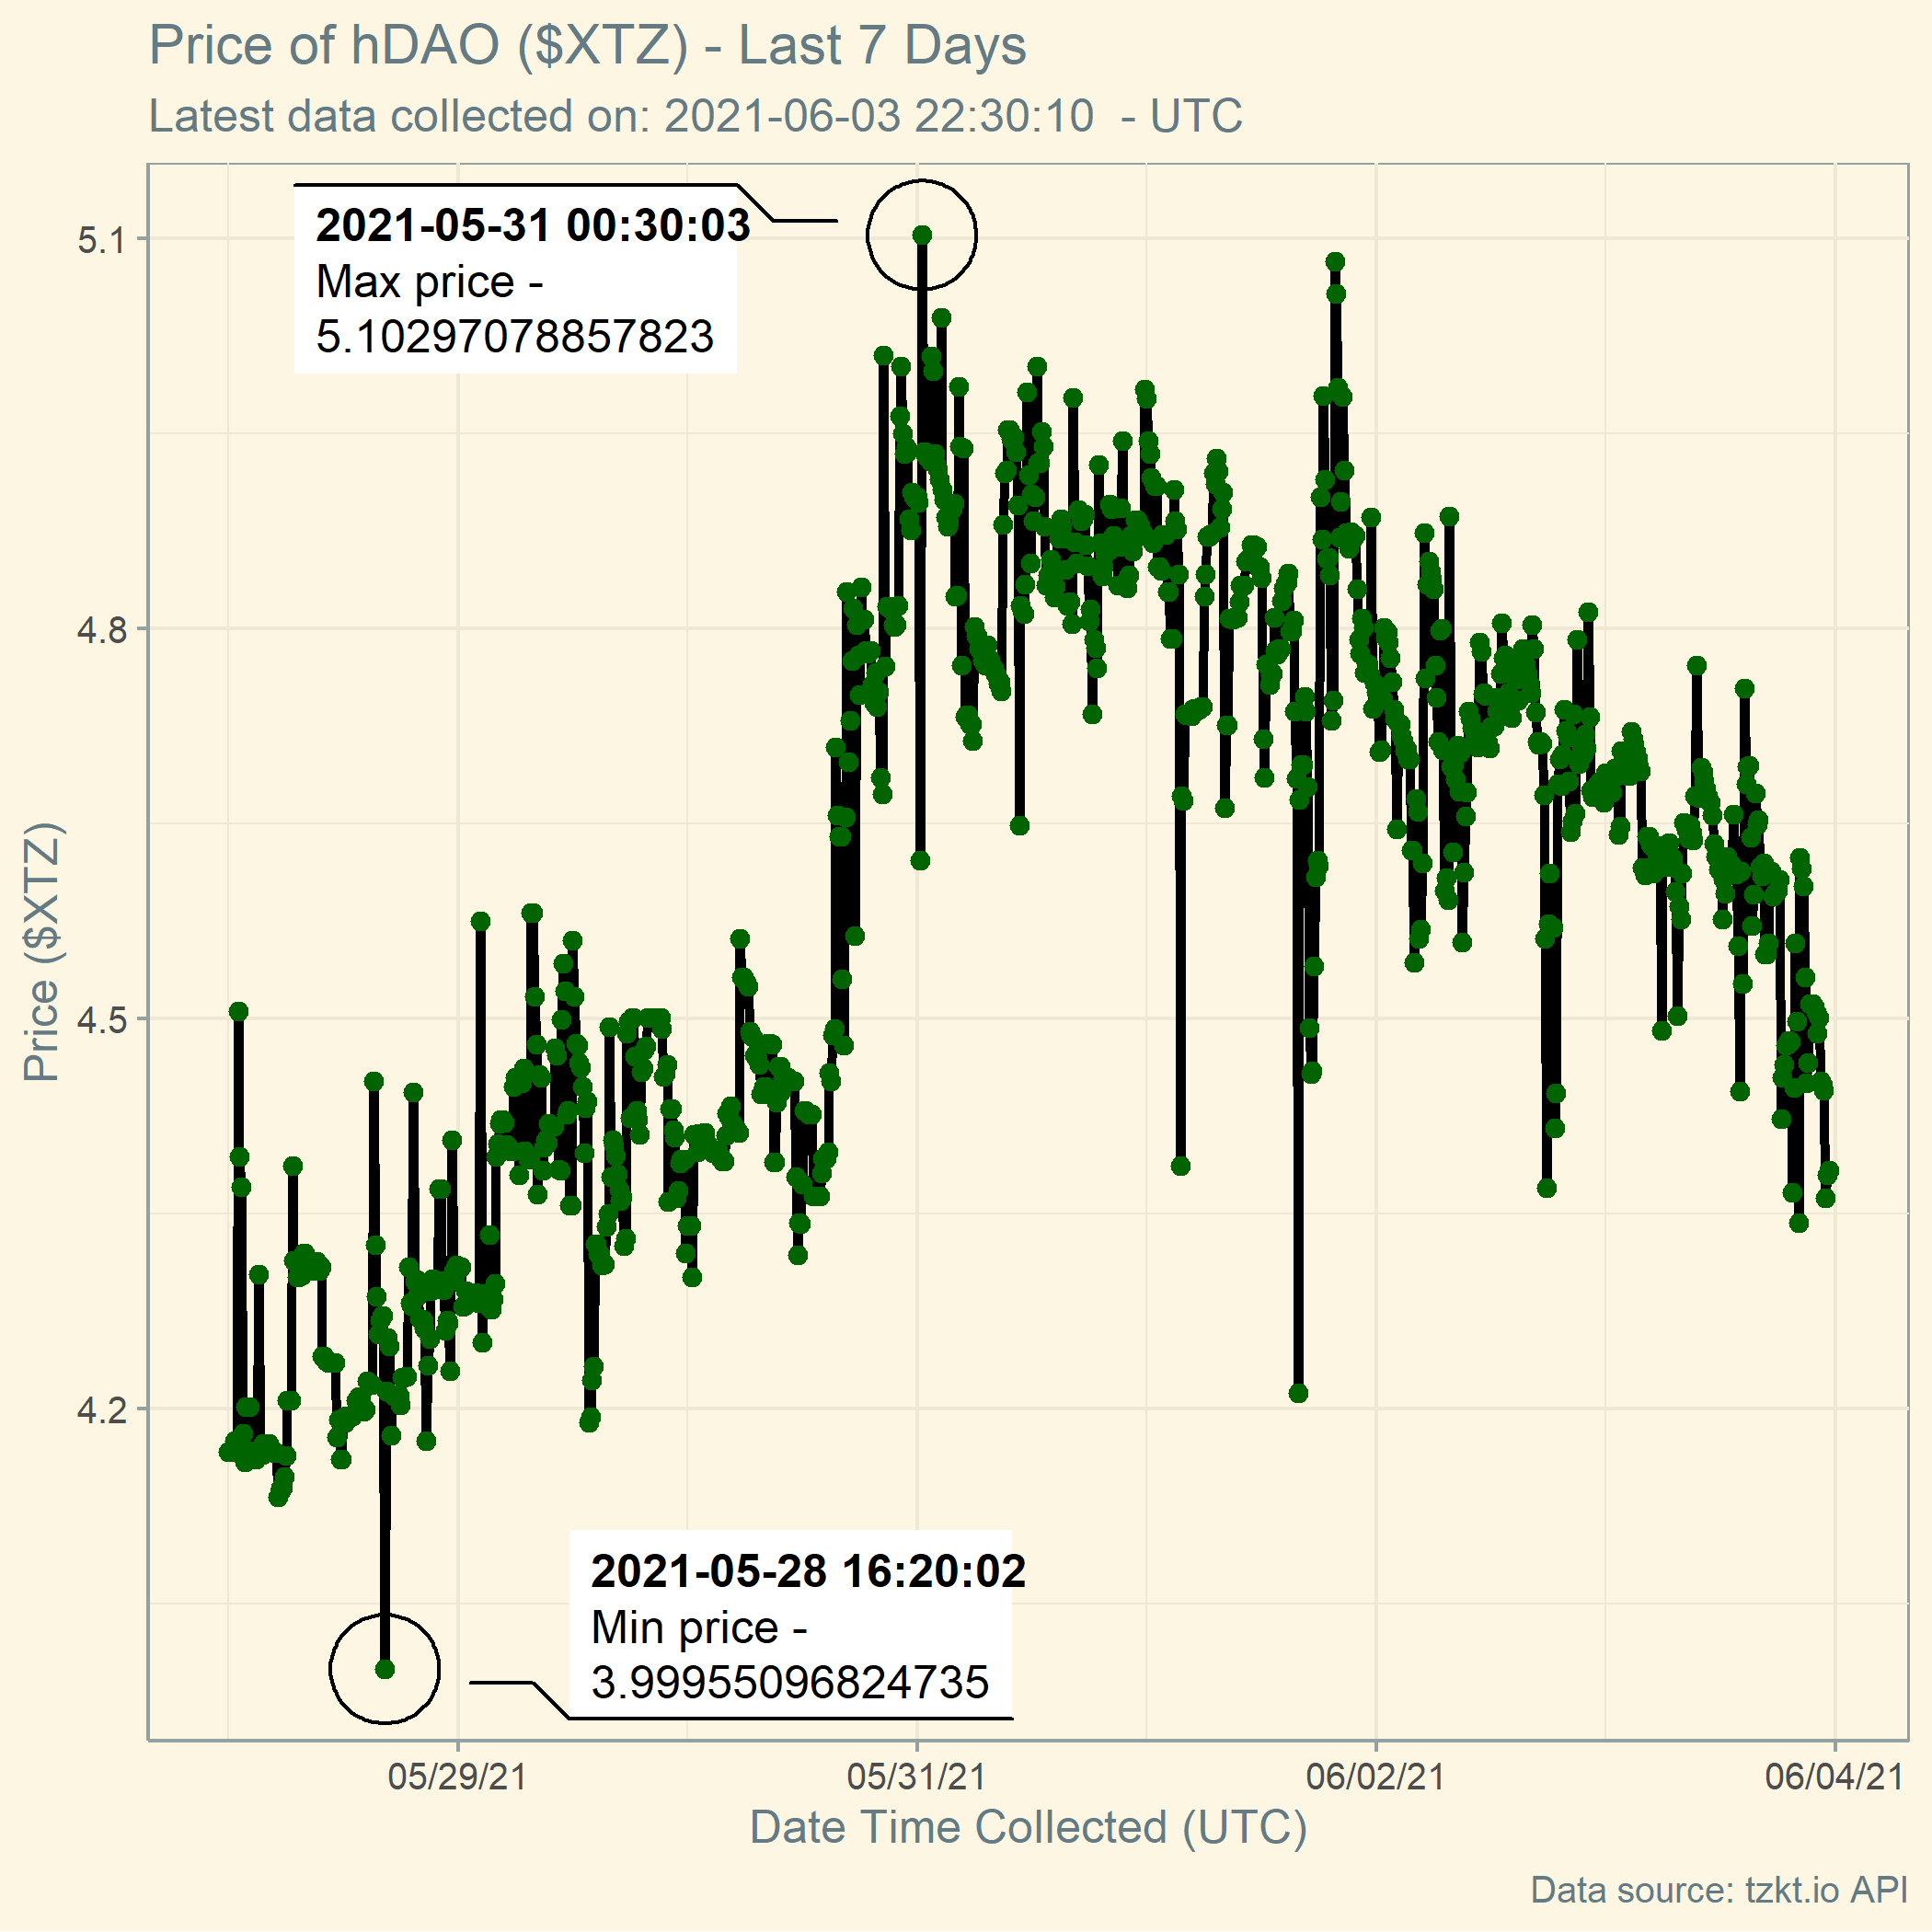 Price of hDAO ($XTZ) - Last 7 Days
Latest data collected on: 2021-06-03 22:30:10  - UTC
2021-05-31 00:30:03
Max price -
5.10297078857823
5.1
4.8
4.5
4.2
Price ($XTZ)
2021-05-28 16:20:02
Min price -
3.99955096824735
05/29/21
05/31/21
06/02/21
06/04/21
Date Time Collected (UTC)
Data source: tzkt.io API